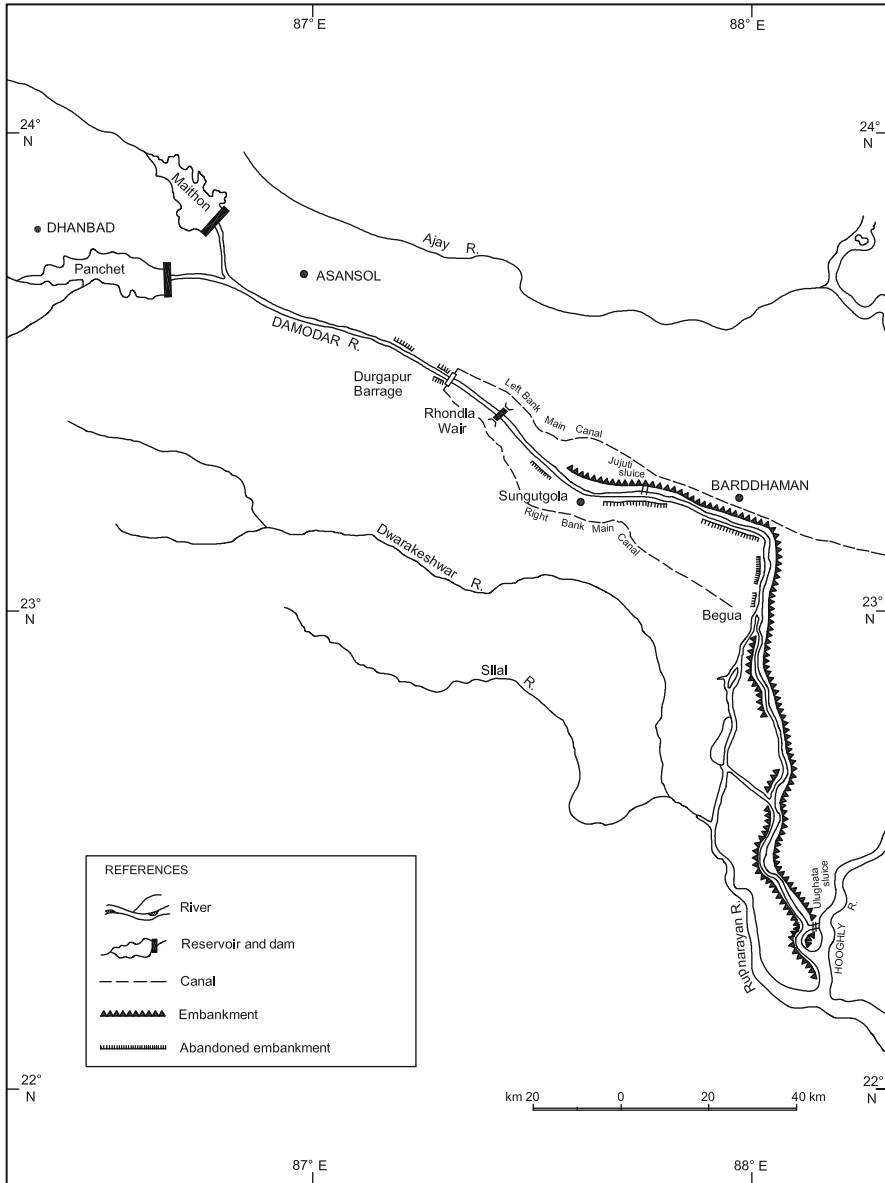 87° E
88° E
24°
N
24°
N
Maithon
DHANBAD
Ajay R.
Panchet
ASANSOL
DAMODAR R.
Durgapur
Barrage
Left Bank Main Canal
Rhondla
Wair
Jujuti
sluice
BARDDHAMAN
Sungutgola
Right Bank Main Canal
Dwarakeshwar R.
23°
N
23°
N
Begua
SIlal R.
Ulughata
sluice
HOOGHLY R.
Rupnarayan R.
REFERENCES
River
Reservoir and dam
Canal
Embankment
Abandoned embankment
22°
N
22°
N
km 20 0 20 40 km
87° E
88° E